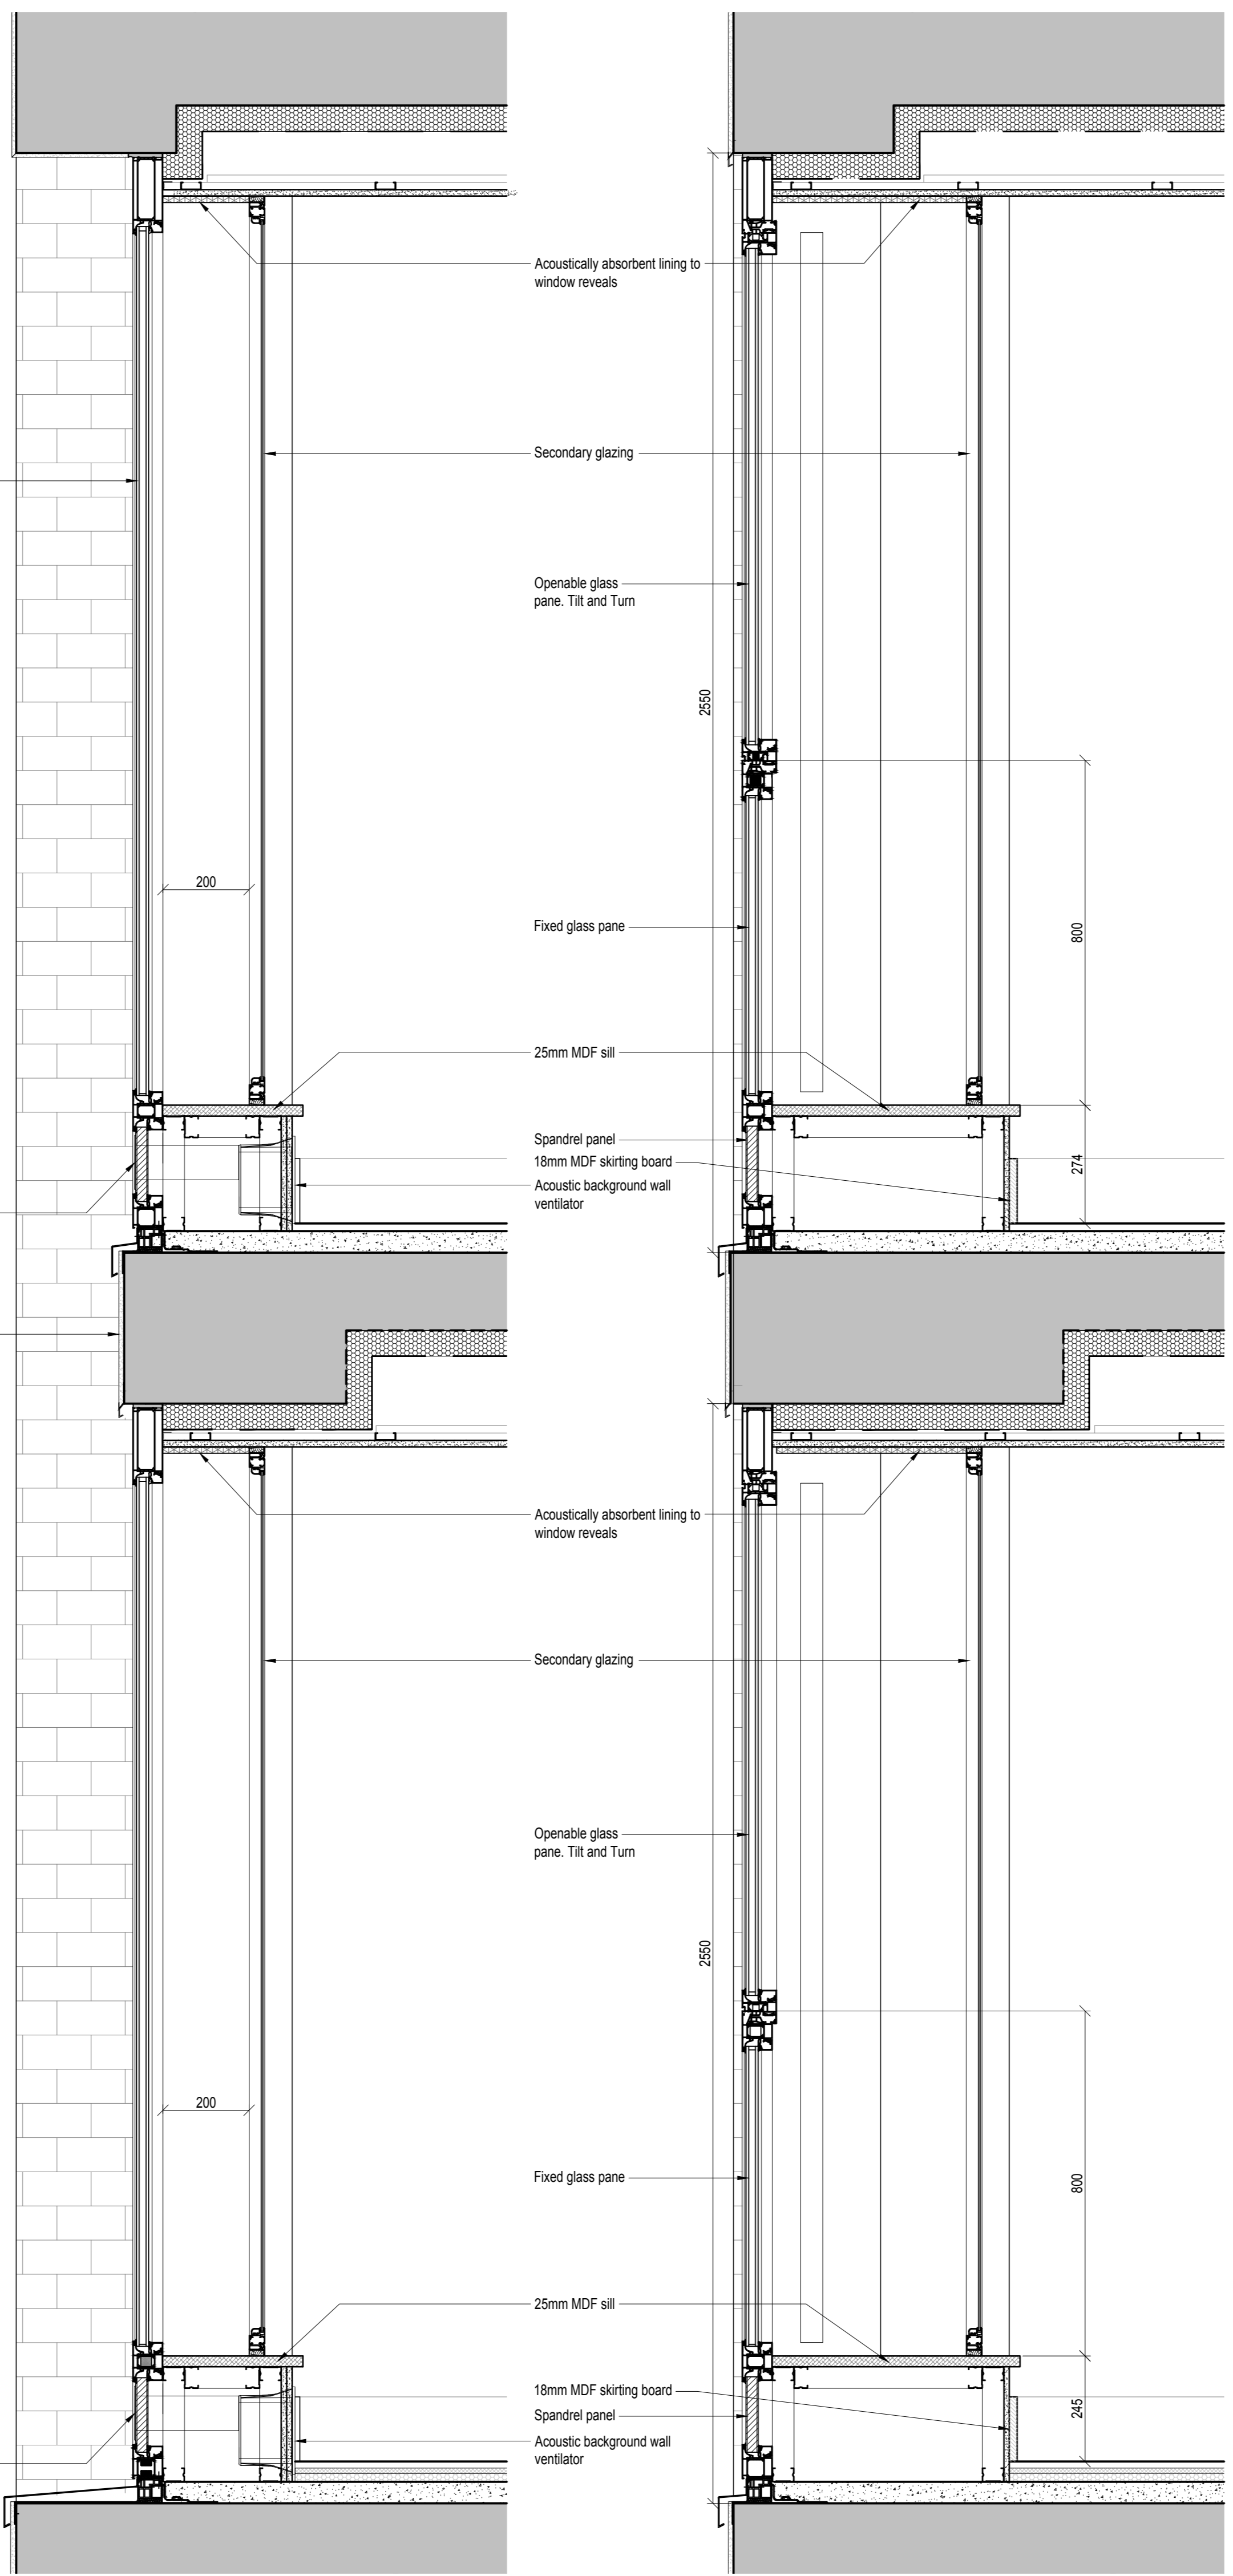 Acoustically absorbent lining to
window reveals
Secondary glazing
Openable glass
pane. Tilt and Turn
2550
200
Fixed glass pane
800
25mm MDF sill
Spandrel panel
18mm MDF skirting board
Acoustic background wall
ventilator
274
Acoustically absorbent lining to
window reveals
Secondary glazing
Openable glass
pane. Tilt and Turn
2550
200
Fixed glass pane
800
25mm MDF sill
18mm MDF skirting board
Spandrel panel
Acoustic background wall
ventilator
245